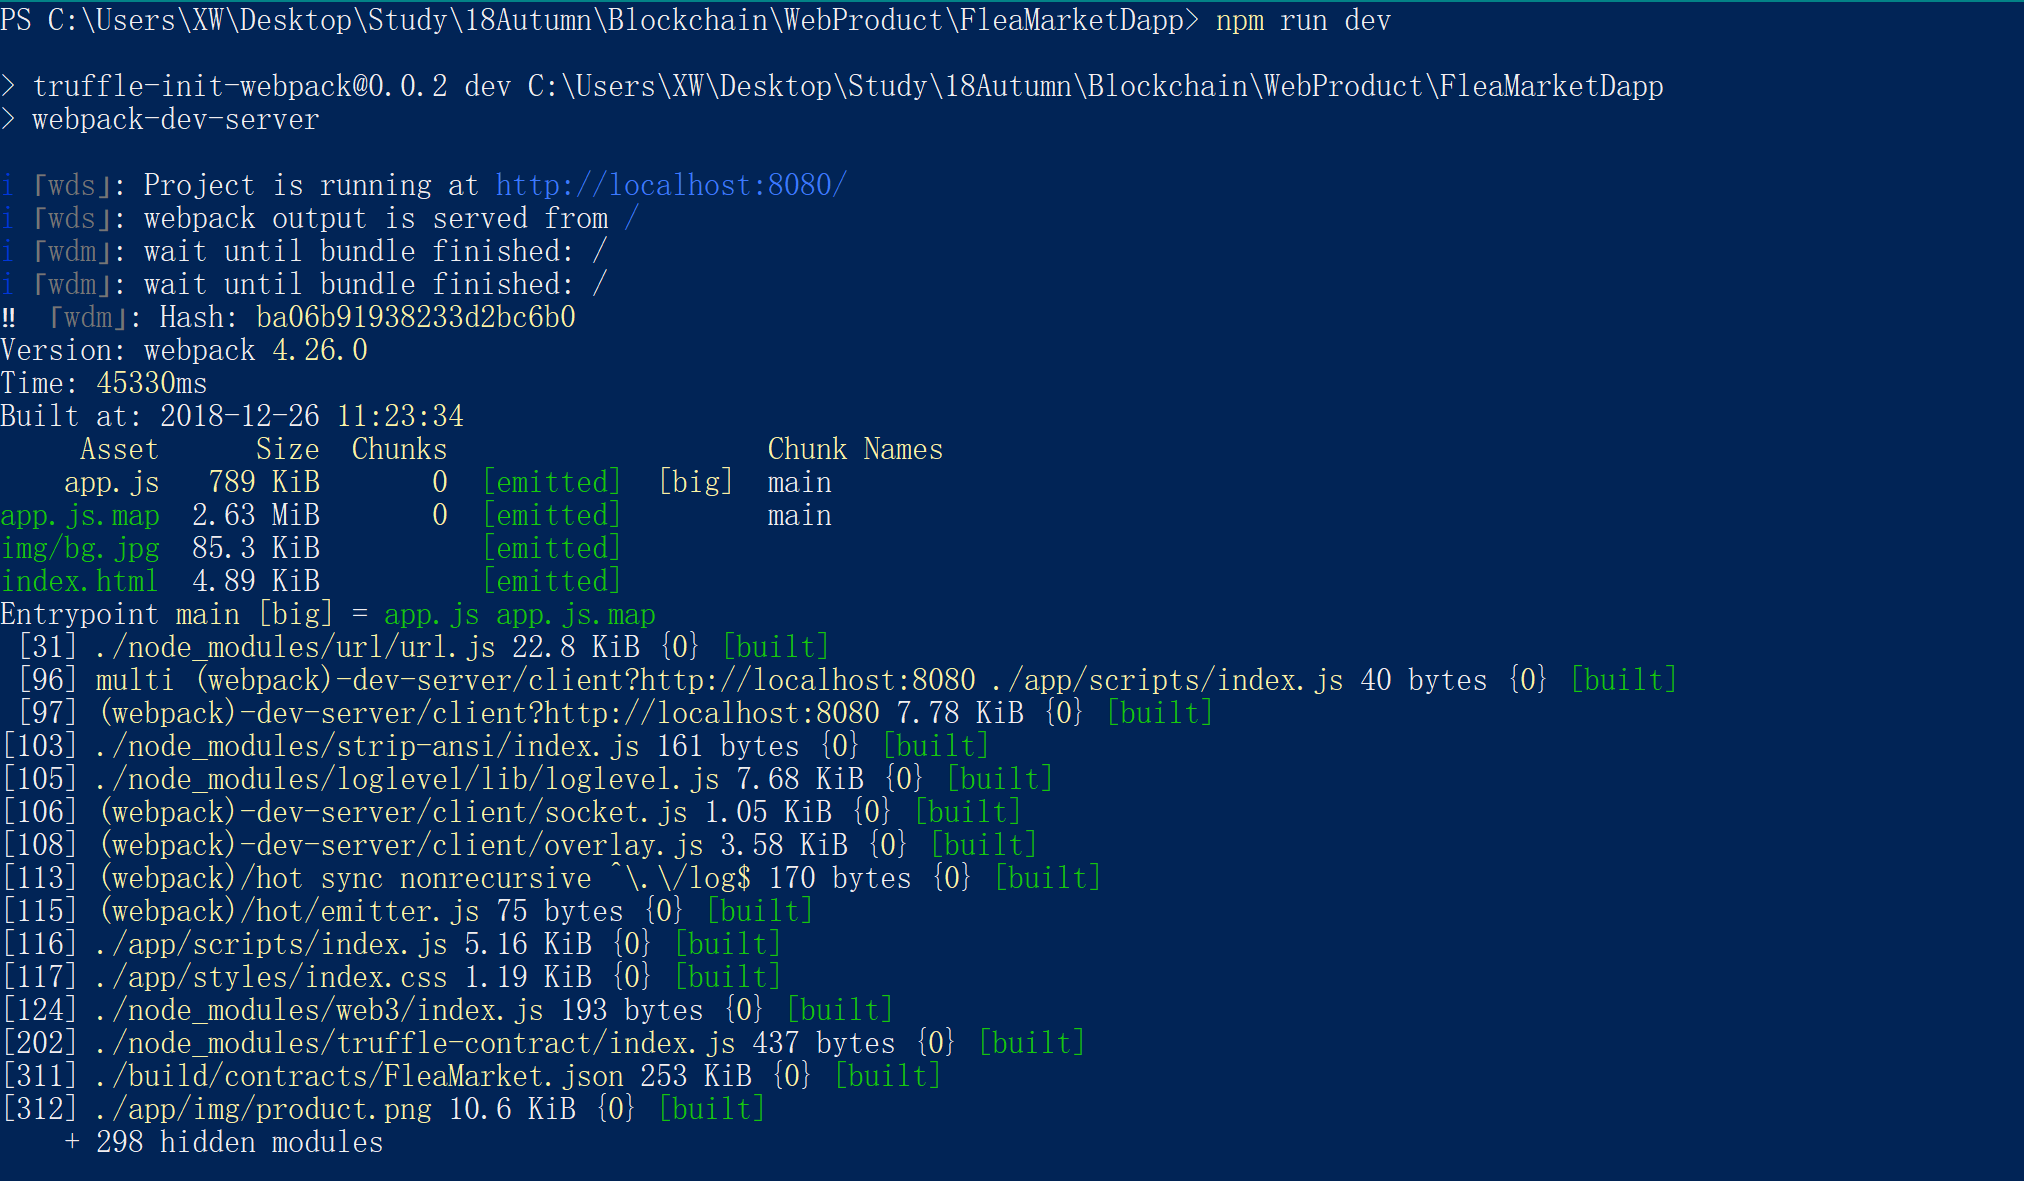 PS C:\Users\XW\Desktop\Study\18Autumn\Blockchain\WebProduct\FleaMarketDapp> npm run dev
> truffle-init-webpack@0.0.2 dev C:\Users\XW\Desktop\Study\18Autumn\Blockchain\WebProduct\FleaMarketDapp
> webpack-dev-server
i ｢wds｣: Project is running at http://localhost:8080/
i ｢wds｣: webpack output is served from /
i ｢wdm｣: wait until bundle finished: /
i ｢wdm｣: wait until bundle finished: /
‼ ｢wdm｣: Hash: ba06b91938233d2bc6b0
Version: webpack 4.26.0
Time: 45330ms
Built at: 2018-12-26 11:23:34
Asset Size Chunks Chunk Names
app.js 789 KiB 0 [emitted] [big] main
app.js.map 2.63 MiB 0 [emitted] main
img/bg.jpg 85.3 KiB [emitted]
index.html 4.89 KiB [emitted]
Entrypoint main [big] = app.js app.js.map
[31] ./node_modules/url/url.js 22.8 KiB {0} [built]
[96] multi (webpack)-dev-server/client?http://localhost:8080 ./app/scripts/index.js 40 bytes {0} [built]
[97] (webpack)-dev-server/client?http://localhost:8080 7.78 KiB {0} [built]
[103] ./node_modules/strip-ansi/index.js 161 bytes {0} [built]
[105] ./node_modules/loglevel/lib/loglevel.js 7.68 KiB {0} [built]
[106] (webpack)-dev-server/client/socket.js 1.05 KiB {0} [built]
[108] (webpack)-dev-server/client/overlay.js 3.58 KiB {0} [built]
[113] (webpack)/hot sync nonrecursive ^\.\/log$ 170 bytes {0} [built]
[115] (webpack)/hot/emitter.js 75 bytes {0} [built]
[116] ./app/scripts/index.js 5.16 KiB {0} [built]
[117] ./app/styles/index.css 1.19 KiB {0} [built]
[124] ./node_modules/web3/index.js 193 bytes {0} [built]
[202] ./node_modules/truffle-contract/index.js 437 bytes {0} [built]
[311] ./build/contracts/FleaMarket.json 253 KiB {0} [built]
[312] ./app/img/product.png 10.6 KiB {0} [built]
+ 298 hidden modules